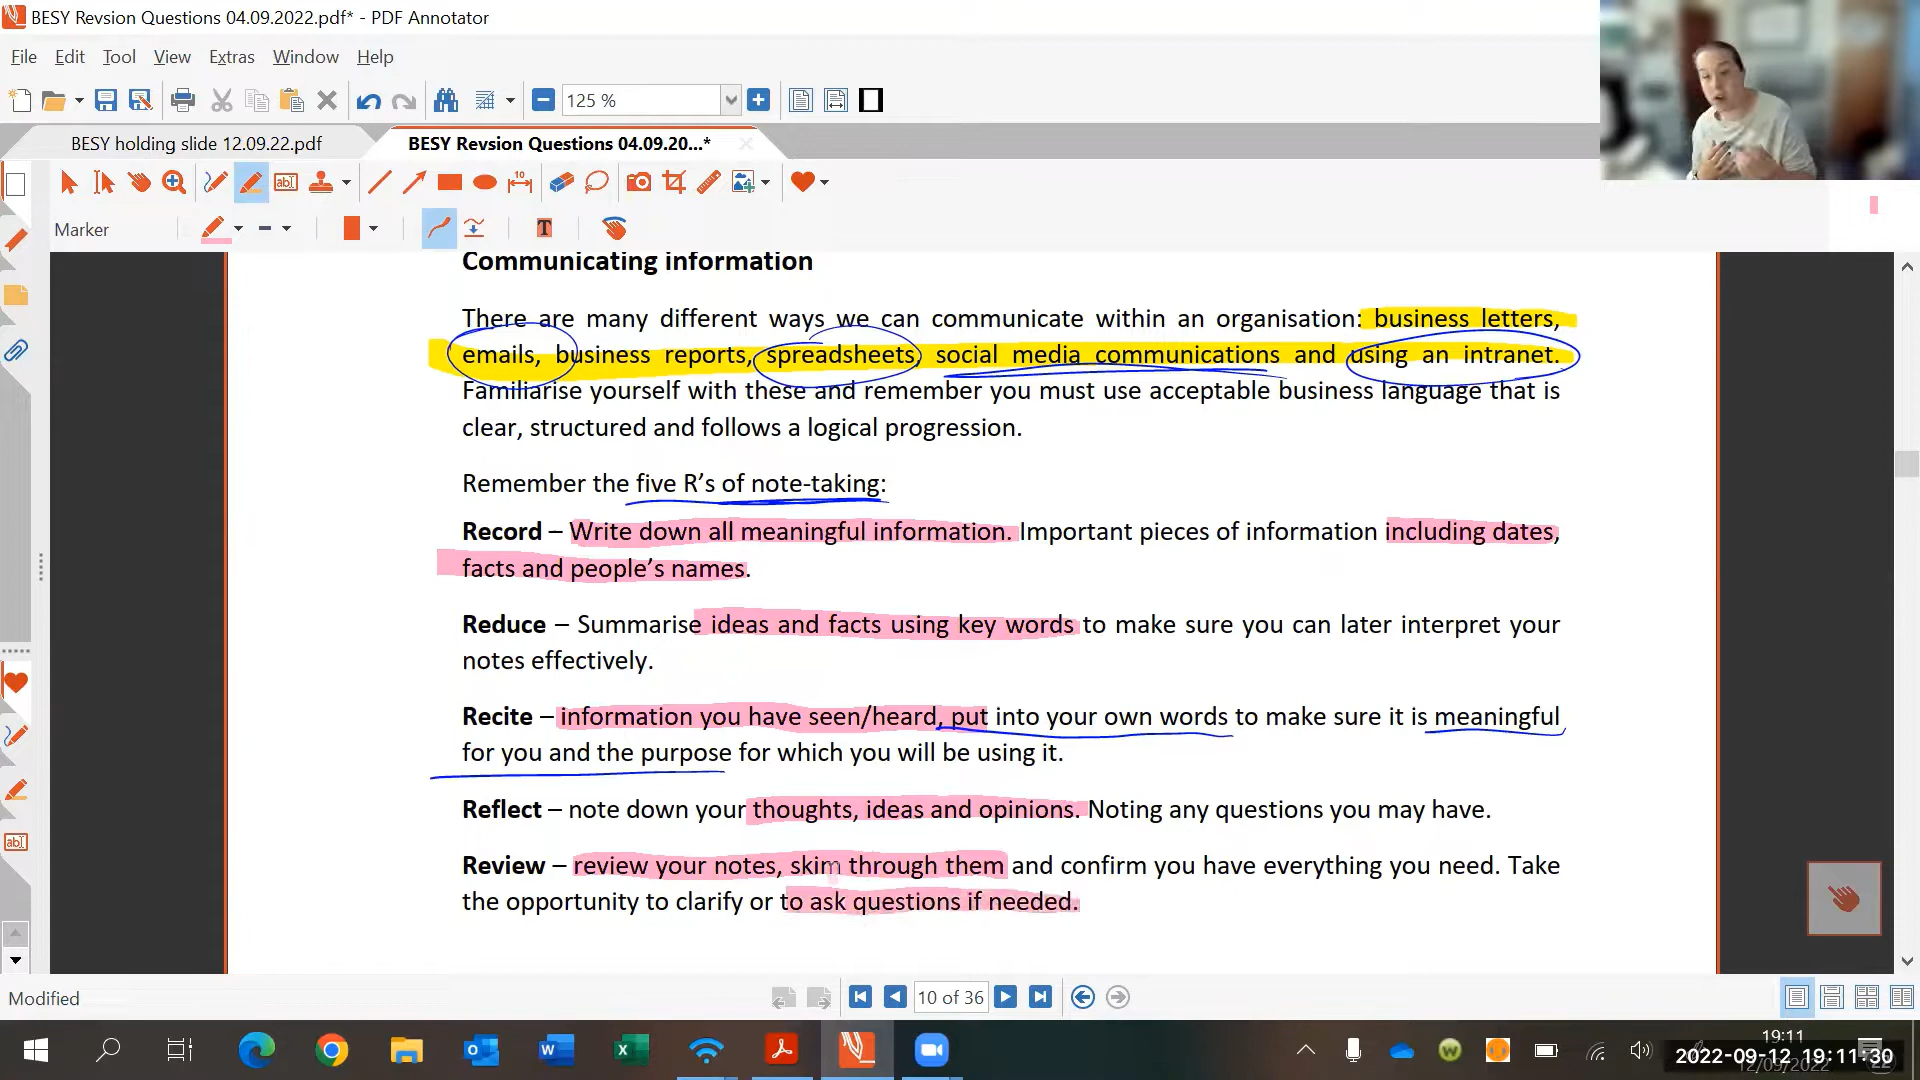 BESY Revsion Questions 04.09.2022.pdf* - PDF Annotator
File Edit Tool View Extras Window Help
125 %
BESY holding slide 12.09.22.pdf
BESY Revsion Questions 04.09.20...*
Marker
Communicating information
There are many different ways we can communicate within an organisation: business letters,
emails, business reports, spreadsheets, social media communications and using an intranet.
Familiarise yourself with these and remember you must use acceptable business language that is
clear, structured and follows a logical progression.
Remember the five R’s of note-taking:
Record – Write down all meaningful information. Important pieces of information including dates,
facts and people’s names.
Reduce – Summarise ideas and facts using key words to make sure you can later interpret your
notes effectively.
Recite – information you have seen/heard, put into your own words to make sure it is meaningful
for you and the purpose for which you will be using it.
Reflect – note down your thoughts, ideas and opinions. Noting any questions you may have.
Review – review your notes, skim through them and confirm you have everything you need. Take
the opportunity to clarify or to ask questions if needed.
Modified
10 of 36
19:11
2022-09-12 19:11:30
12/09/2022
22